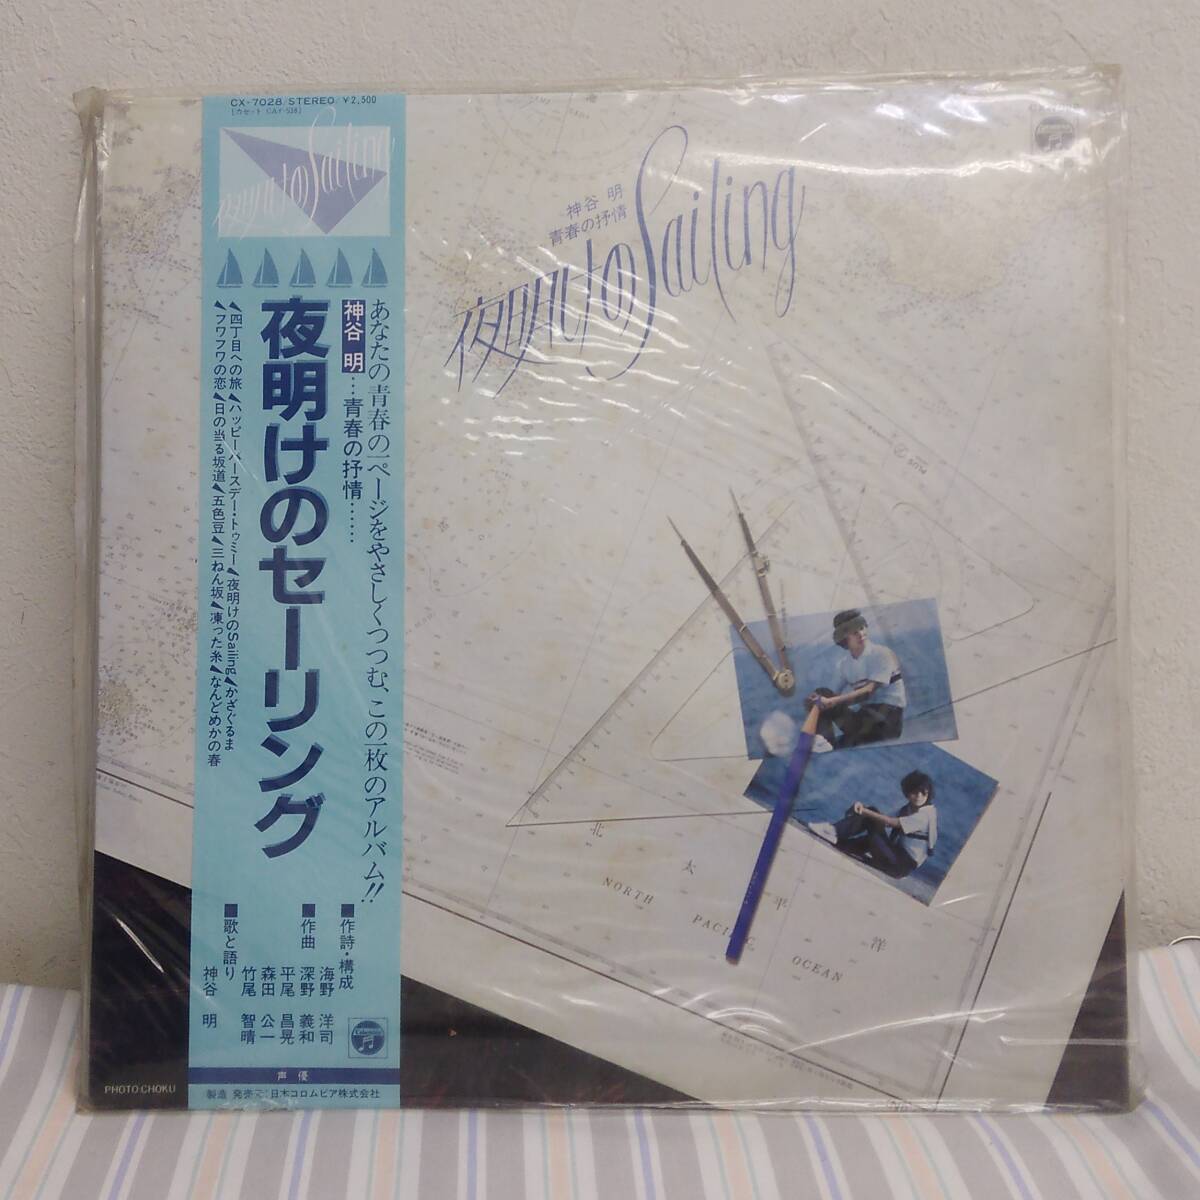 CX-7028/STEREO/¥2,500
[カセット CAY-538]
夜明けのSailing
あなたの青春の一ページをやさしくつつむ、この一枚のアルバム!!
神谷 明…青春の抒情……
夜明けのセーリング
四丁目への旅 ハッピーバースデー・トゥミー 夜明けのSailing かざぐるま
フワフワの恋 日の当る坂道 五色豆 三ねん坂 凍った糸 なんどめかの春
■作詩・構成 海野 洋司
■作曲 深野 義和
平尾 昌晃
森田 公一
竹尾 智晴
■歌と語り 神谷 明
Columbia
声優
製造 発売元:日本コロムビア株式会社
神谷 明
青春の抒情
夜明けのSailing
北太平洋
NORTH PACIFIC OCEAN
PHOTO:CHOKU